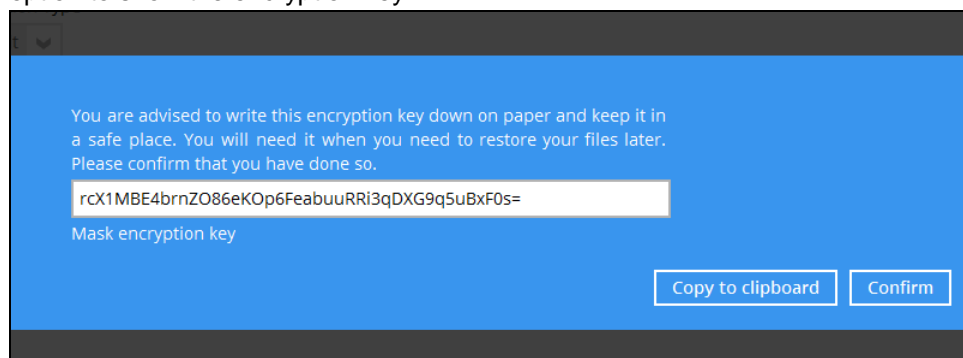 You are advised to write this encryption key down on paper and keep it in
a safe place. You will need it when you need to restore your files later.
Please confirm that you have done so.
rcX1MBE4brnZO86eKOp6FeabuuRRi3qDXG9q5uBxF0s=
Mask encryption key
Copy to clipboard Confirm